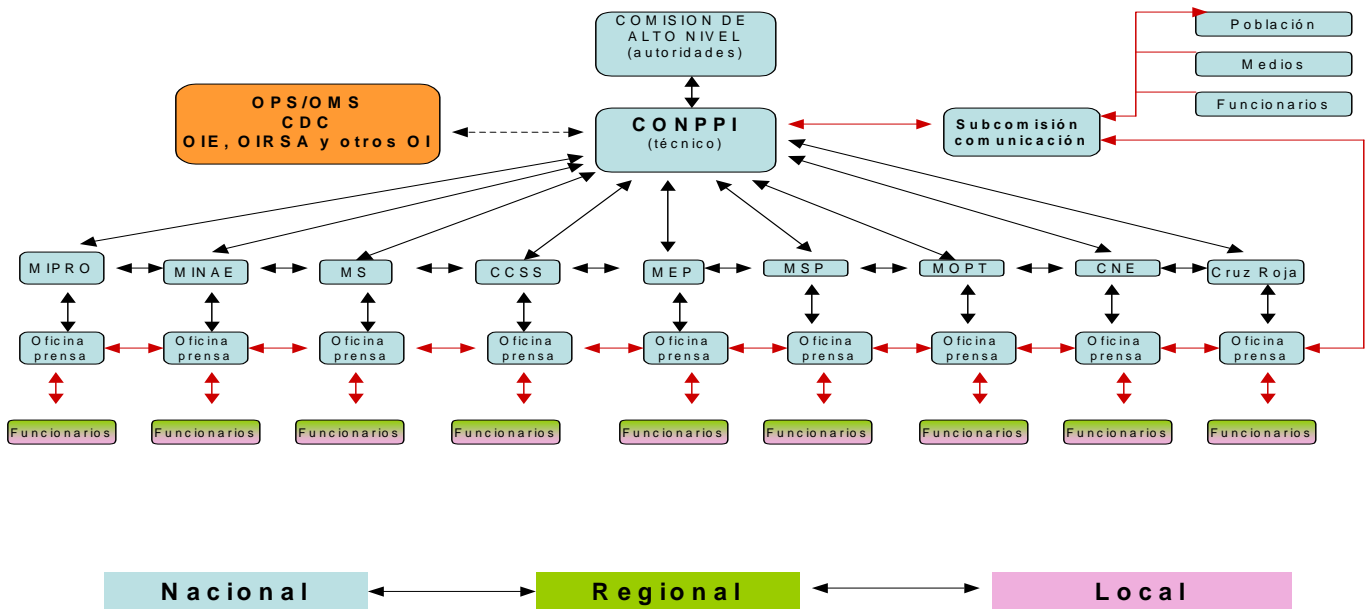 COMISION DE
ALTO NIVEL
(autoridades)
Población
Medios
Funcionarios
OPS/OMS
CDC
OIE, OIRSA y otros OI
CONPPI
(técnico)
Subcomisión
comunicación
MIPRO
MINAE
MS
CCSS
MEP
MSP
MOPT
CNE
Cruz Roja
Oficina
prensa
Oficina
prensa
Oficina
prensa
Oficina
prensa
Oficina
prensa
Oficina
prensa
Oficina
prensa
Oficina
prensa
Oficina
prensa
Funcionarios
Funcionarios
Funcionarios
Funcionarios
Funcionarios
Funcionarios
Funcionarios
Funcionarios
Funcionarios
Nacional
Regional
Local